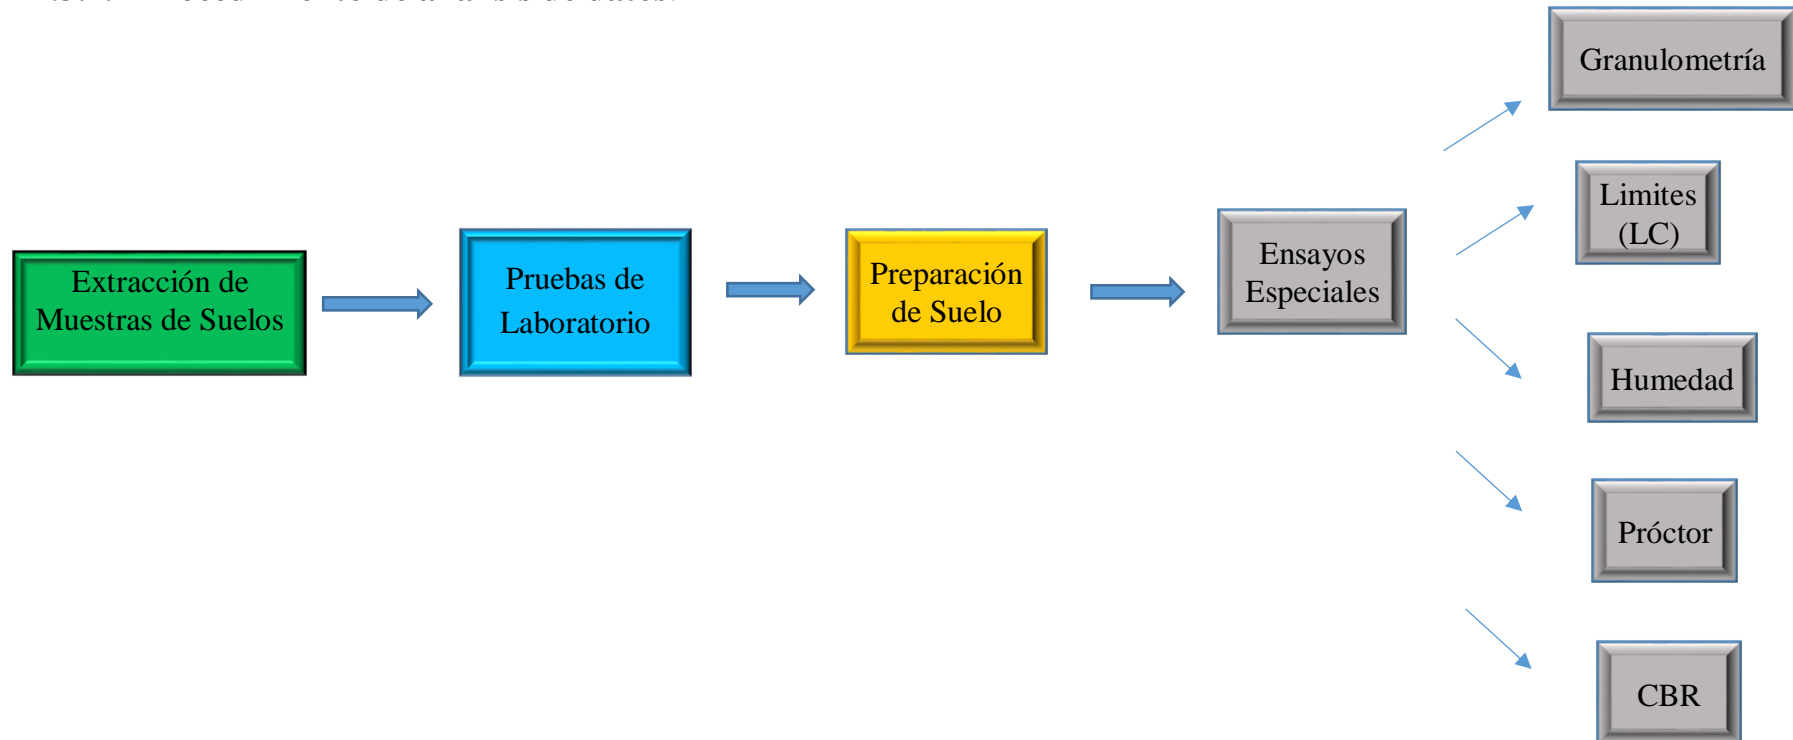 Extracción de
Muestras de Suelos
Pruebas de
Laboratorio
Preparación
de Suelo
Ensayos
Especiales
Granulometría
Limites
(LC)
Humedad
Próctor
CBR